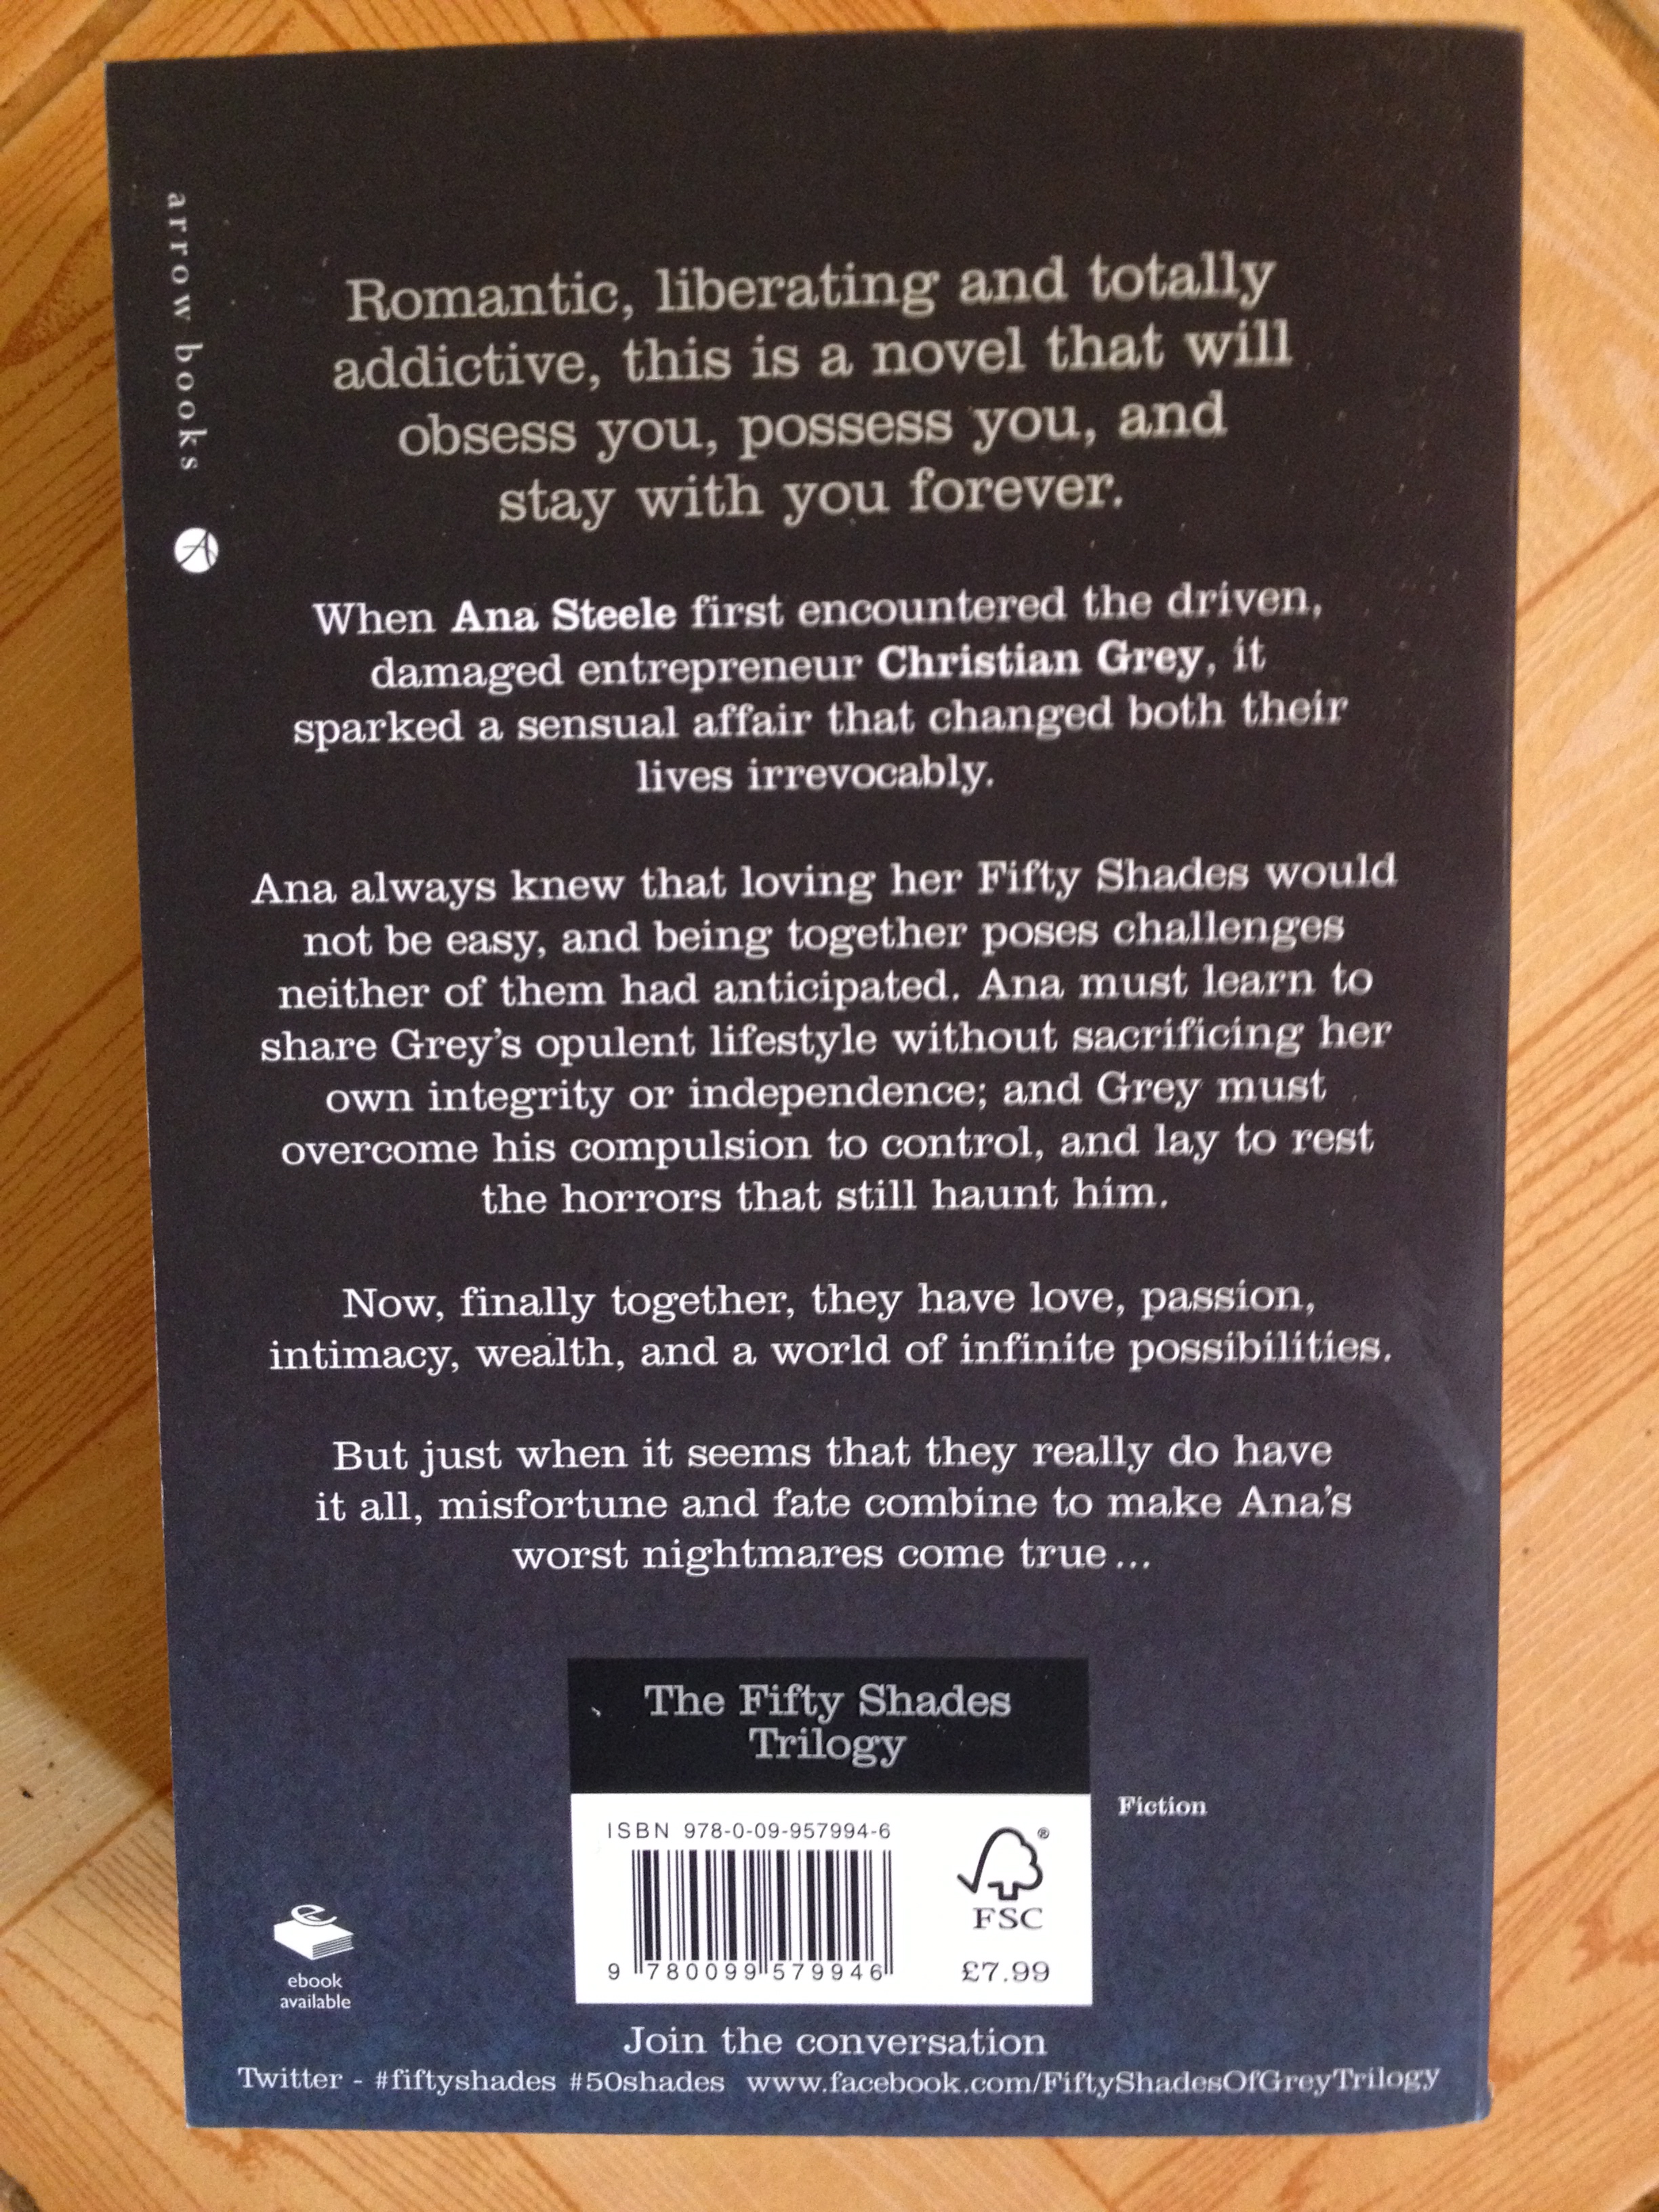 arrow books
Romantic, liberating and totally
addictive, this is a novel that will
obsess you, possess you, and
stay with you forever.
When Ana Steele first encountered the driven,
damaged entrepreneur Christian Grey, it
sparked a sensual affair that changed both their
lives irrevocably.
Ana always knew that loving her Fifty Shades would
not be easy, and being together poses challenges
neither of them had anticipated. Ana must learn to
share Grey's opulent lifestyle without sacrificing her
own integrity or independence; and Grey must
overcome his compulsion to control, and lay to rest
the horrors that still haunt him.
Now, finally together, they have love, passion,
intimacy, wealth, and a world of infinite possibilities.
But just when it seems that they really do have
it all, misfortune and fate combine to make Ana's
worst nightmares come true...
The Fifty Shades
Trilogy
Fiction
ISBN 978-0-09-957994-6
FSC ®
9 780099 579946
£7.99
ebook
available
Join the conversation
Twitter - #fiftyshades #50shades www.facebook.com/FiftyShadesOfGreyTrilogy